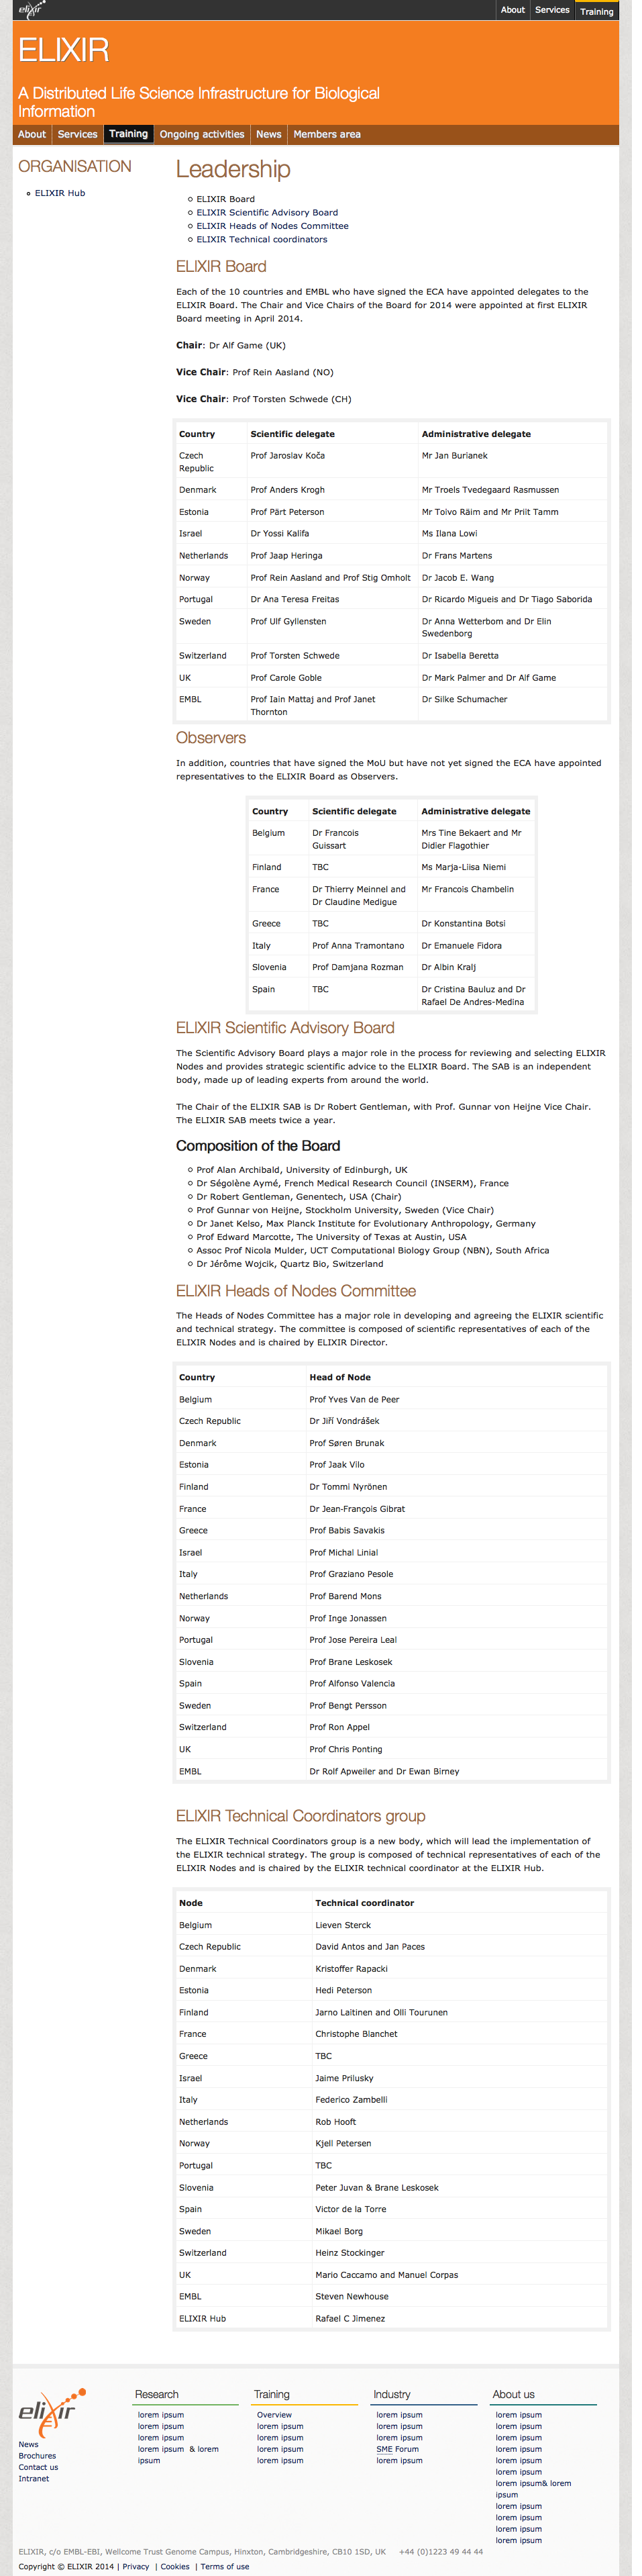 elixir
About Services Training
ELIXIR
A Distributed Life Science Infrastructure for Biological
Information
About Services Training Ongoing activities News Members area
ORGANISATION
ELIXIR Hub
Leadership
ELIXIR Board
ELIXIR Scientific Advisory Board
ELIXIR Heads of Nodes Committee
ELIXIR Technical coordinators
ELIXIR Board
Each of the 10 countries and EMBL who have signed the ECA have appointed delegates to the
ELIXIR Board. The Chair and Vice Chairs of the Board for 2014 were appointed at first ELIXIR
Board meeting in April 2014.
Chair: Dr Alf Game (UK)
Vice Chair: Prof Rein Aasland (NO)
Vice Chair: Prof Torsten Schwede (CH)
Country Scientific delegate Administrative delegate
Czech Prof Jaroslav Koča Mr Jan Burianek
Republic
Denmark Prof Anders Krogh Mr Troels Tvedegaard Rasmussen
Estonia Prof Pärt Peterson Mr Toivo Räim and Mr Priit Tamm
Israel Dr Yossi Kalifa Ms Ilana Lowi
Netherlands Prof Jaap Heringa Dr Frans Martens
Norway Prof Rein Aasland and Prof Stig Omholt Dr Jacob E. Wang
Portugal Dr Ana Teresa Freitas Dr Ricardo Migueis and Dr Tiago Saborida
Sweden Prof Ulf Gyllensten Dr Anna Wetterbom and Dr Elin
Swedenborg
Switzerland Prof Torsten Schwede Dr Isabella Beretta
UK Prof Carole Goble Dr Mark Palmer and Dr Alf Game
EMBL Prof Iain Mattaj and Prof Janet Dr Silke Schumacher
Thornton
Observers
In addition, countries that have signed the MoU but have not yet signed the ECA have appointed
representatives to the ELIXIR Board as Observers.
Country Scientific delegate Administrative delegate
Belgium Dr Francois Mrs Tine Bekaert and Mr
Guissart Didier Flagothier
Finland TBC Ms Marja-Liisa Niemi
France Dr Thierry Meinnel and Mr Francois Chambelin
Dr Claudine Medigue
Greece TBC Dr Konstantina Botsi
Italy Prof Anna Tramontano Dr Emanuele Fidora
Slovenia Prof Damjana Rozman Dr Albin Kralj
Spain TBC Dr Cristina Bauluz and Dr
Rafael De Andres-Medina
ELIXIR Scientific Advisory Board
The Scientific Advisory Board plays a major role in the process for reviewing and selecting ELIXIR
Nodes and provides strategic scientific advice to the ELIXIR Board. The SAB is an independent
body, made up of leading experts from around the world.
The Chair of the ELIXIR SAB is Dr Robert Gentleman, with Prof. Gunnar von Heijne Vice Chair.
The ELIXIR SAB meets twice a year.
Composition of the Board
Prof Alan Archibald, University of Edinburgh, UK
Dr Ségolène Aymé, French Medical Research Council (INSERM), France
Dr Robert Gentleman, Genentech, USA (Chair)
Prof Gunnar von Heijne, Stockholm University, Sweden (Vice Chair)
Dr Janet Kelso, Max Planck Institute for Evolutionary Anthropology, Germany
Prof Edward Marcotte, The University of Texas at Austin, USA
Assoc Prof Nicola Mulder, UCT Computational Biology Group (NBN), South Africa
Dr Jérôme Wojcik, Quartz Bio, Switzerland
ELIXIR Heads of Nodes Committee
The Heads of Nodes Committee has a major role in developing and agreeing the ELIXIR scientific
and technical strategy. The committee is composed of scientific representatives of each of the
ELIXIR Nodes and is chaired by ELIXIR Director.
Country Head of Node
Belgium Prof Yves Van de Peer
Czech Republic Dr Jiří Vondrášek
Denmark Prof Søren Brunak
Estonia Prof Jaak Vilo
Finland Dr Tommi Nyrönen
France Dr Jean-François Gibrat
Greece Prof Babis Savakis
Israel Prof Michal Linial
Italy Prof Graziano Pesole
Netherlands Prof Barend Mons
Norway Prof Inge Jonassen
Portugal Prof Jose Pereira Leal
Slovenia Prof Brane Leskosek
Spain Prof Alfonso Valencia
Sweden Prof Bengt Persson
Switzerland Prof Ron Appel
UK Prof Chris Ponting
EMBL Dr Rolf Apweiler and Dr Ewan Birney
ELIXIR Technical Coordinators group
The ELIXIR Technical Coordinators group is a new body, which will lead the implementation of
the ELIXIR technical strategy. The group is composed of technical representatives of each of the
ELIXIR Nodes and is chaired by the ELIXIR technical coordinator at the ELIXIR Hub.
Node Technical coordinator
Belgium Lieven Sterck
Czech Republic David Antos and Jan Paces
Denmark Kristoffer Rapacki
Estonia Hedi Peterson
Finland Jarno Laitinen and Olli Tourunen
France Christophe Blanchet
Greece TBC
Israel Jaime Prilusky
Italy Federico Zambelli
Netherlands Rob Hooft
Norway Kjell Petersen
Portugal TBC
Slovenia Peter Juvan & Brane Leskosek
Spain Victor de la Torre
Sweden Mikael Borg
Switzerland Heinz Stockinger
UK Mario Caccamo and Manuel Corpas
EMBL Steven Newhouse
ELIXIR Hub Rafael C Jimenez
elixir
News
Brochures
Contact us
Intranet
Research
lorem ipsum
lorem ipsum
lorem ipsum
lorem ipsum & lorem
ipsum
Training
Overview
lorem ipsum
lorem ipsum
lorem ipsum
lorem ipsum
Industry
lorem ipsum
lorem ipsum
lorem ipsum
SME Forum
lorem ipsum
About us
lorem ipsum
lorem ipsum
lorem ipsum
lorem ipsum
lorem ipsum
lorem ipsum
lorem ipsum& lorem
ipsum
lorem ipsum
lorem ipsum
lorem ipsum
lorem ipsum
ELIXIR, c/o EMBL-EBI, Wellcome Trust Genome Campus, Hinxton, Cambridgeshire, CB10 1SD, UK +44 (0)1223 49 44 44
Copyright © ELIXIR 2014 | Privacy | Cookies | Terms of use